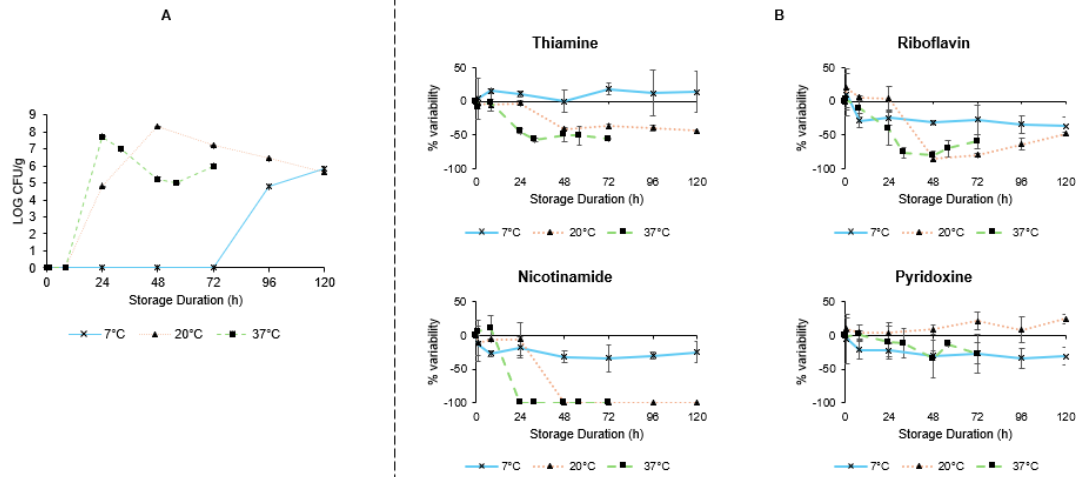 A
LOG CFU/g
9
8
7
6
5
4
3
2
1
0
0 24 48 72 96 120
Storage Duration (h)
7°C 20°C 37°C
B
Thiamine
% variability
50
0
-50
-100
0 24 48 72 96 120
Storage Duration (h)
7°C 20°C 37°C
Riboflavin
% variability
50
0
-50
-100
0 24 48 72 96 120
Storage Duration (h)
7°C 20°C 37°C
Nicotinamide
% variability
50
0
-50
-100
0 24 48 72 96 120
Storage Duration (h)
7°C 20°C 37°C
Pyridoxine
% variability
50
0
-50
-100
0 24 48 72 96 120
Storage Duration (h)
7°C 20°C 37°C